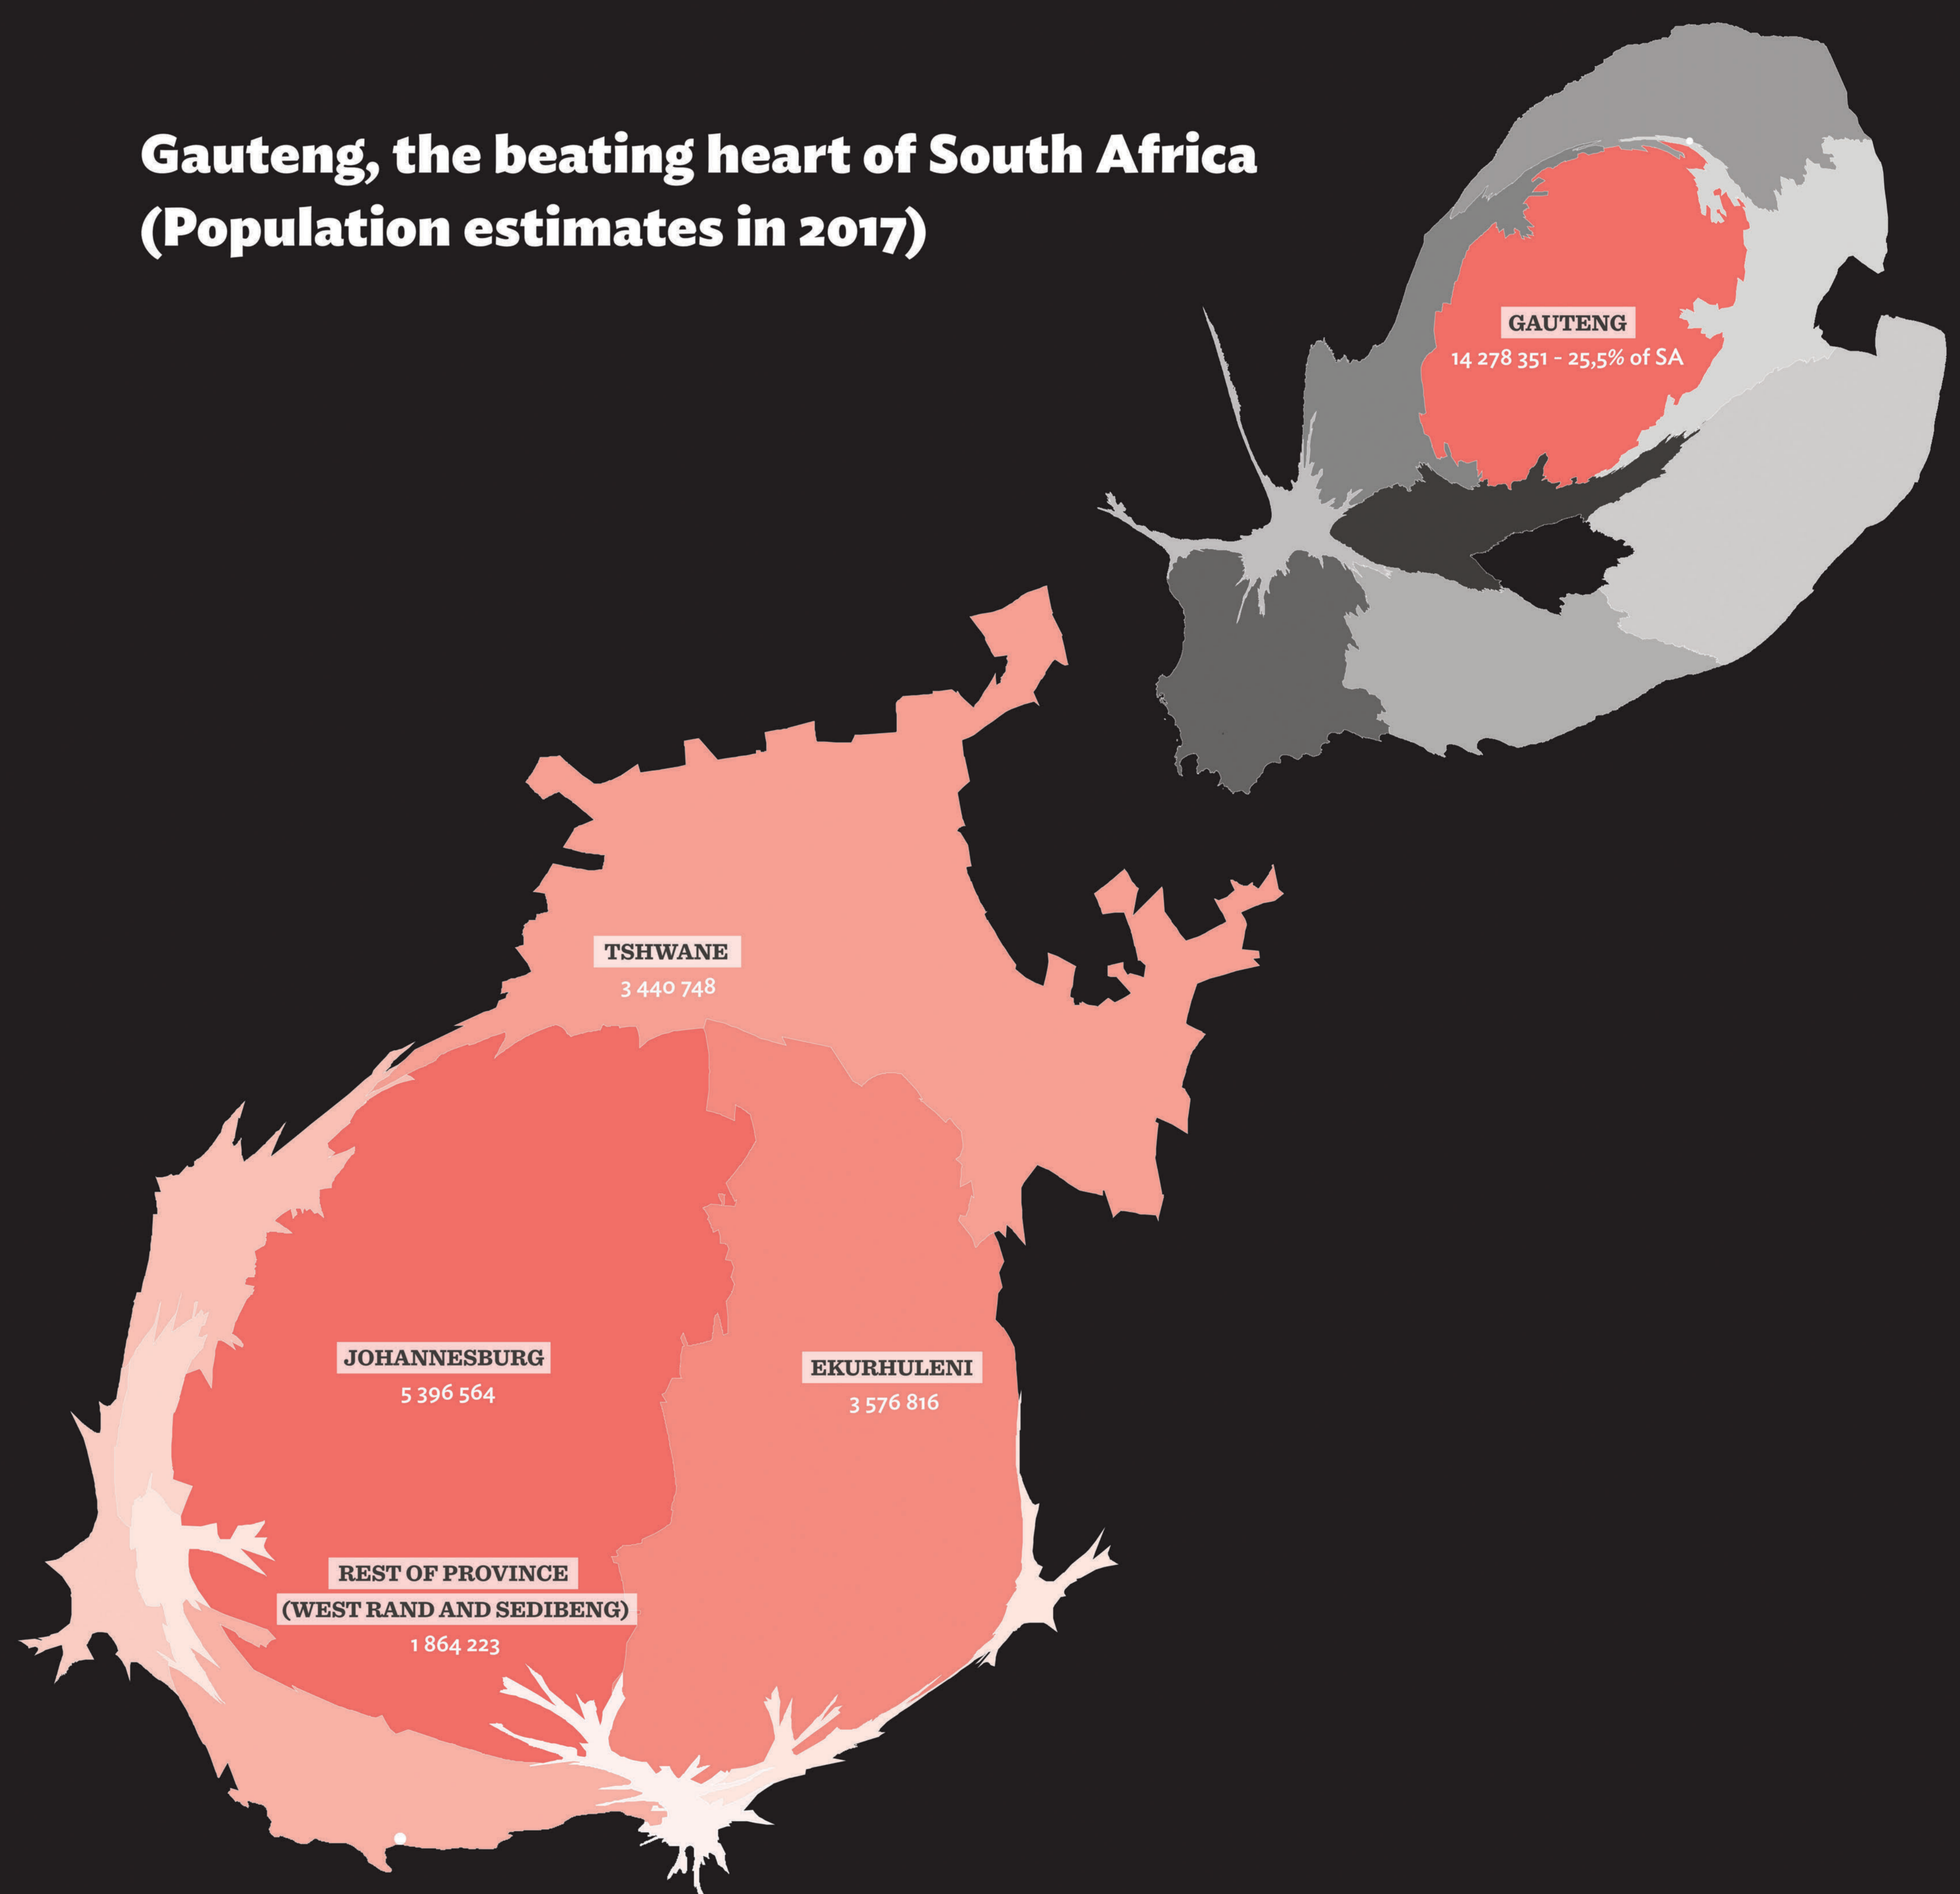 Gauteng, the beating heart of South Africa
(Population estimates in 2017)
GAUTENG
14 278 351 - 25,5% of SA
TSHWANE
3 440 748
JOHANNESBURG
5 396 564
EKURHULENI
3 576 816
REST OF PROVINCE
(WEST RAND AND SEDIBENG)
1 864 223